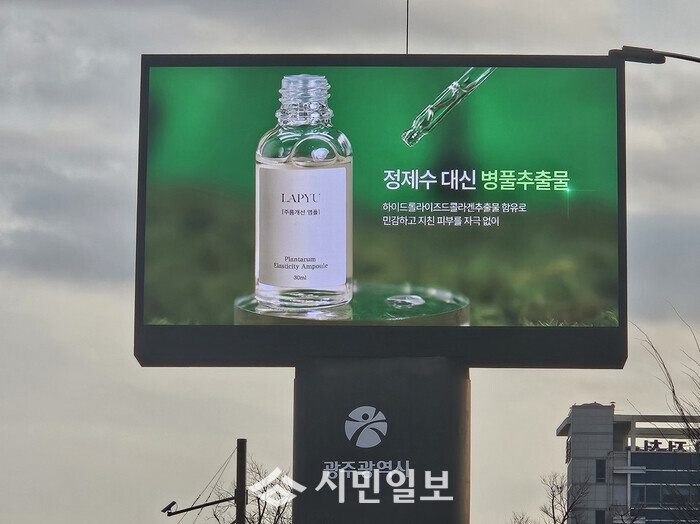 정제수 대신 병풀추출물
하이드롤라이즈드콜라겐추출물 함유로
민감하고 지친 피부를 자극 없이
LAPYU
[주름개선 앰플]
Plantarum
Elasticity Ampoule
30ml
광주광역시
시민일보